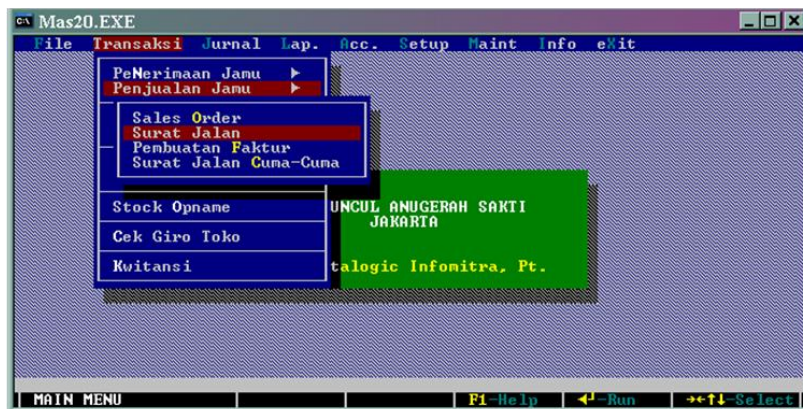 Mas20.EXE
File Transaksi Jurnal Lap. Acc. Setup Maint Info eXit
PeNerimaan Jamu
Penjualan Jamu
Sales Order
Surat Jalan
Pembuatan Faktur
Surat Jalan Cuma-Cuma
Stock Opname
UNCUL ANUGERAH SAKTI
JAKARTA
Cek Giro Toko
Kwitansi
talogic Infomitra, Pt.
MAIN MENU F1-Help ◄┘-Run →←↑↓-Select